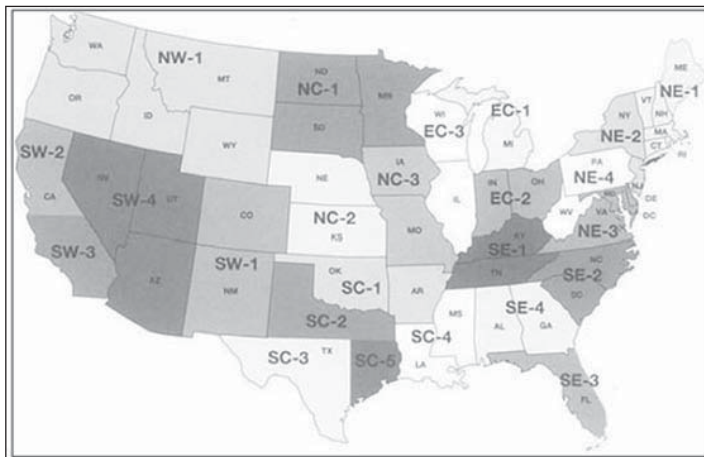 WA
NW-1
MT
ND
NC-1
MN
ME
NE-1
OR
ID
WY
SD
WI
EC-3
EC-1
MI
NY
VT
NH
NE-2
MA
CT
RI
SW-2
CA
NV
SW-4
UT
CO
NE
IA
NC-3
NC-2
KS
MO
IL
IN
EC-2
OH
PA
NE-4
NJ
MD
DE
DC
WV
VA
NE-3
KY
SE-1
SW-3
AZ
SW-1
NM
OK
SC-1
AR
TN
NC
SE-2
SC
SC-2
MS
SE-4
AL
GA
SC-3
TX
SC-5
SC-4
LA
SE-3
FL